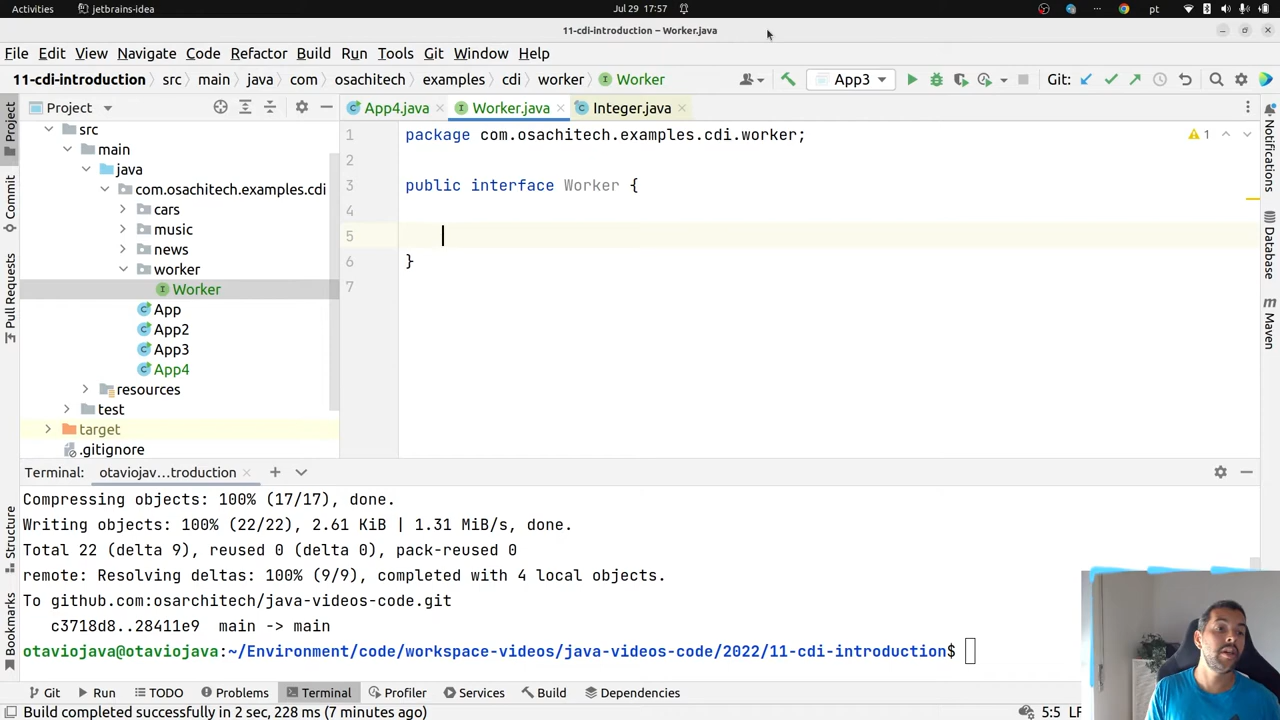 Activities
jetbrains-idea
Jul 29 17:57
pt
11-cdi-introduction – Worker.java
File Edit View Navigate Code Refactor Build Run Tools Git Window Help
11-cdi-introduction src main java com osachitech examples cdi worker Worker
App3
Git:
Project
App4.java
Worker.java
Integer.java
src
main
java
com.osachitech.examples.cdi
cars
music
news
worker
Worker
App
App2
App3
App4
resources
test
target
.gitignore
1 package com.osachitech.examples.cdi.worker;
2
3 public interface Worker {
4
5
6 }
7
1
Project
Commit
Pull Requests
Structure
Bookmarks
Notifications
Database
Maven
Terminal: otaviojav...troduction
Compressing objects: 100% (17/17), done.
Writing objects: 100% (22/22), 2.61 KiB | 1.31 MiB/s, done.
Total 22 (delta 9), reused 0 (delta 0), pack-reused 0
remote: Resolving deltas: 100% (9/9), completed with 4 local objects.
To github.com:osarchitech/java-videos-code.git
c3718d8..28411e9 main -> main
otaviojava@otaviojava:~/Environment/code/workspace-videos/java-videos-code/2022/11-cdi-introduction$
Git Run TODO Problems Terminal Profiler Services Build Dependencies
Build completed successfully in 2 sec, 228 ms (7 minutes ago)
5:5 LF